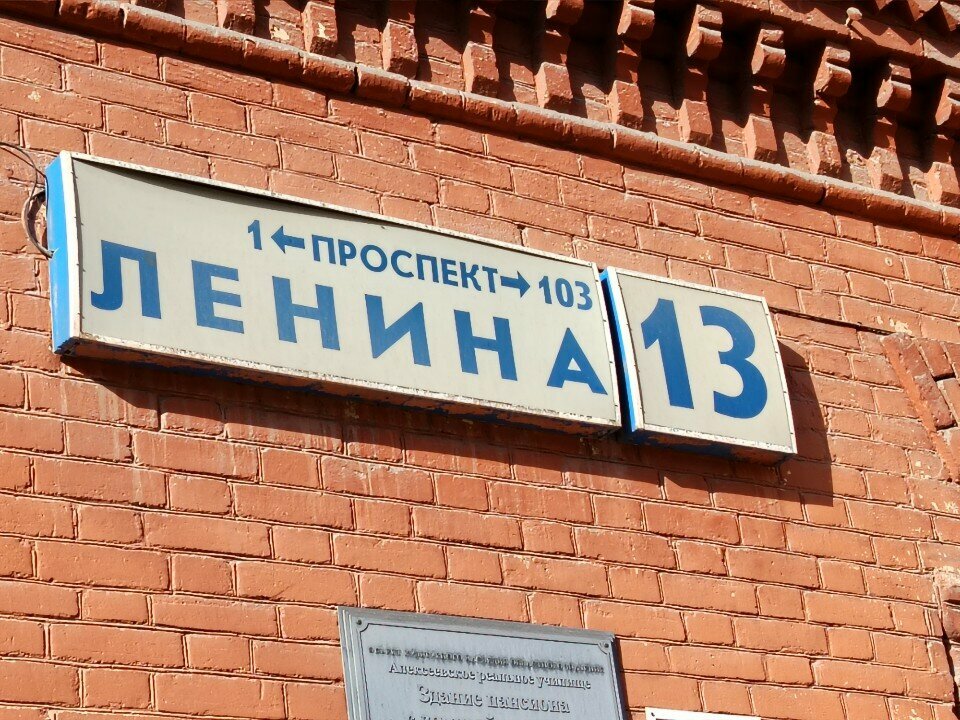 1←ПРОСПЕКТ→103
ЛЕНИНА
13
Алексеевское реальное училище
Здание пансиона